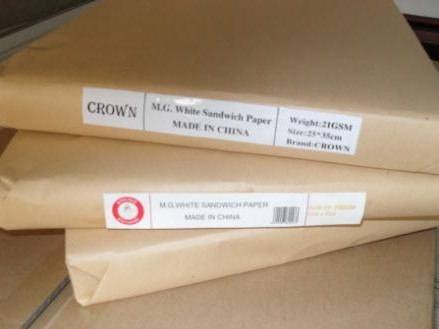 CROWN
M.G. White Sandwich Paper
MADE IN CHINA
Weight:21GSM
Size:25*35cm
Brand:CROWN
M.G.WHITE SANDWICH PAPER
MADE IN CHINA